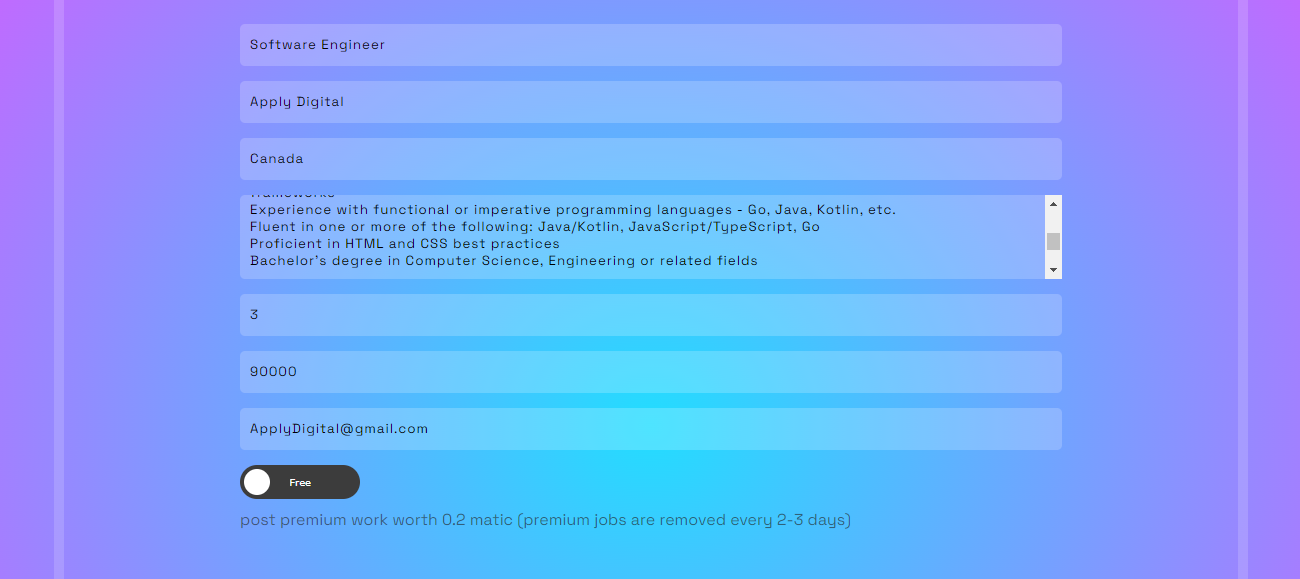 Software Engineer
Apply Digital
Canada
frameworks
Experience with functional or imperative programming languages - Go, Java, Kotlin, etc.
Fluent in one or more of the following: Java/Kotlin, JavaScript/TypeScript, Go
Proficient in HTML and CSS best practices
Bachelor's degree in Computer Science, Engineering or related fields
3
90000
ApplyDigital@gmail.com
Free
post premium work worth 0.2 matic (premium jobs are removed every 2-3 days)